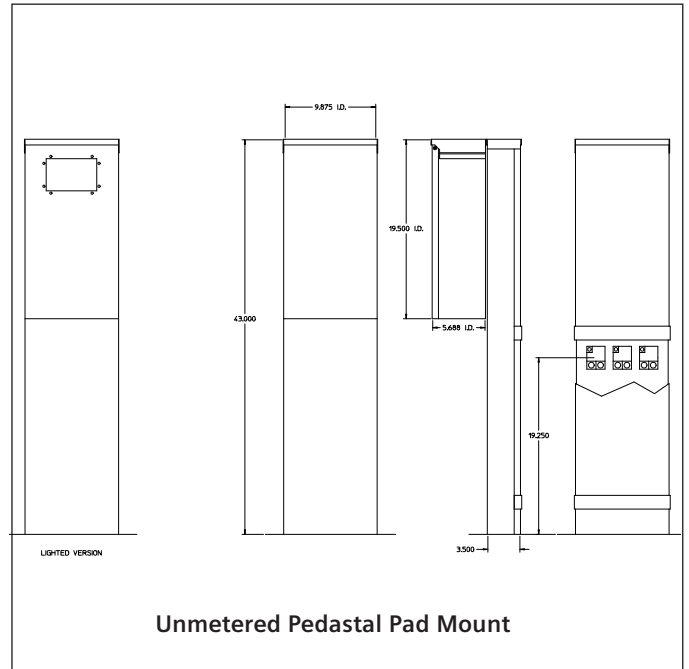 9.875 I.D.
19.500 I.D.
43.000
5.688 I.D.
19.250
3.500
LIGHTED VERSION
Unmetered Pedastal Pad Mount